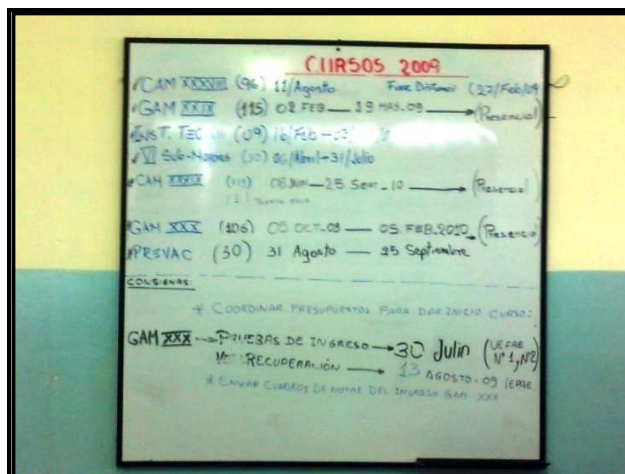 CURSOS 2009
CAM XXXVIII (96) 11/Agosto Fase Distancia (27/Feb/09
GAM XXIX (115) 02 FEB — 29 MAY-09 → (Presencial)
INST. TEC (09) 16/Feb
VI Sub-Normas (30) 06/Abril - 31/Julio
CAM XXXIX 08 JUN — 25 Sept-10 → (Presencial)
GAM XXX (106) 05 OCT-09 — 05 FEB-2010 → (Presencial)
PREVAC (30) 31 Agosto — 25 Septiembre
CONSIGNAS:
* COORDINAR PRESUPUESTOS PARA DAR INICIO CURSO:
GAM XXX → PRUEBAS DE INGRESO → 30 Julio (UEFAE Nº1, Nº2)
RECUPERACIÓN → 13 AGOSTO-09
* ENVIAR CUADROS DE NOTAS DEL INGRESO GAM XXX